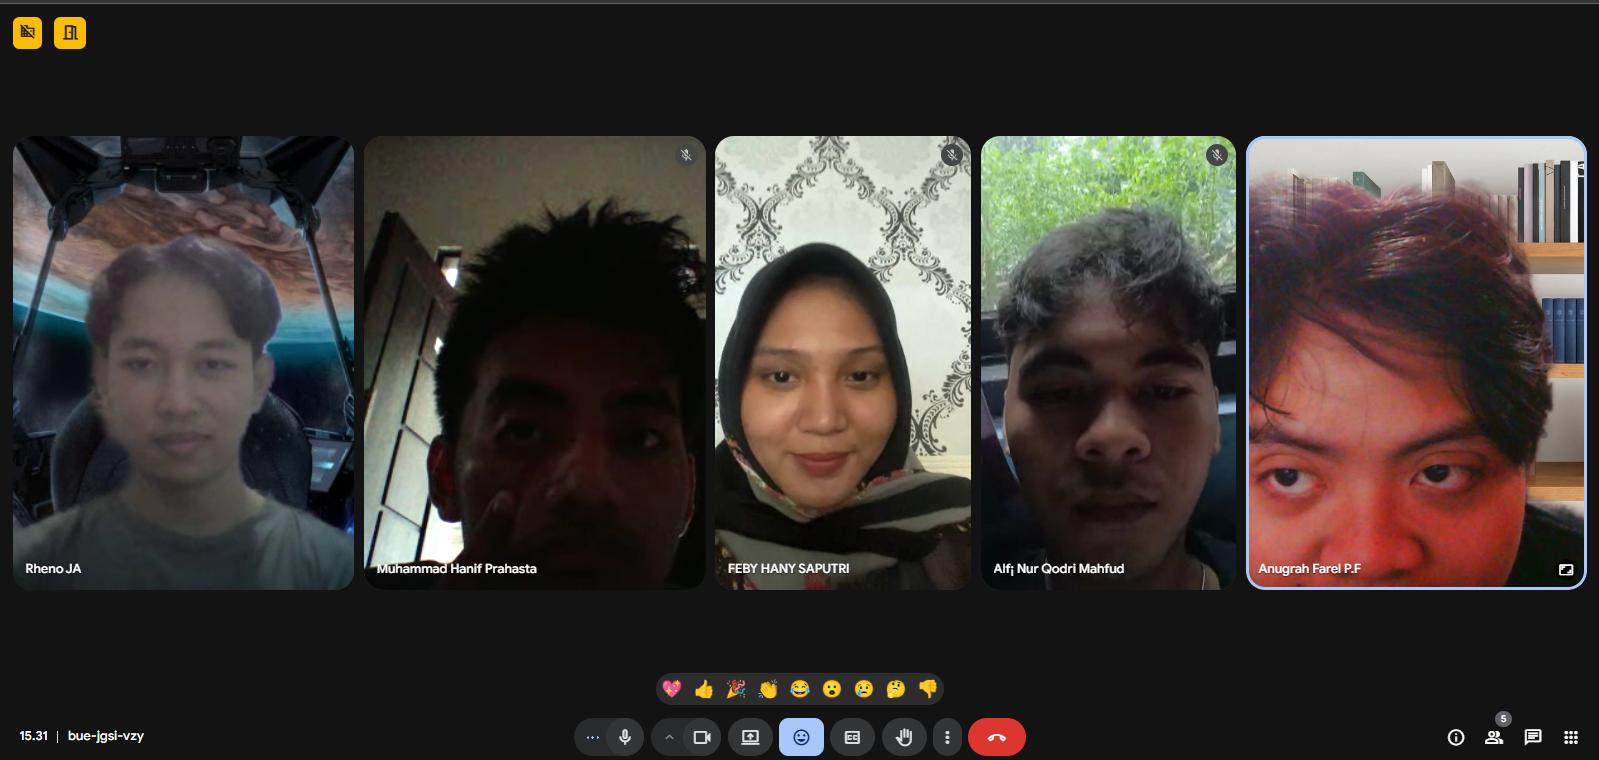 Rheno JA
Muhammad Hanif Prahasta
FEBY HANY SAPUTRI
Alfi Nur Qodri Mahfud
Anugrah Farel P.F
5
15.31 | bue-jgsi-vzy
CC